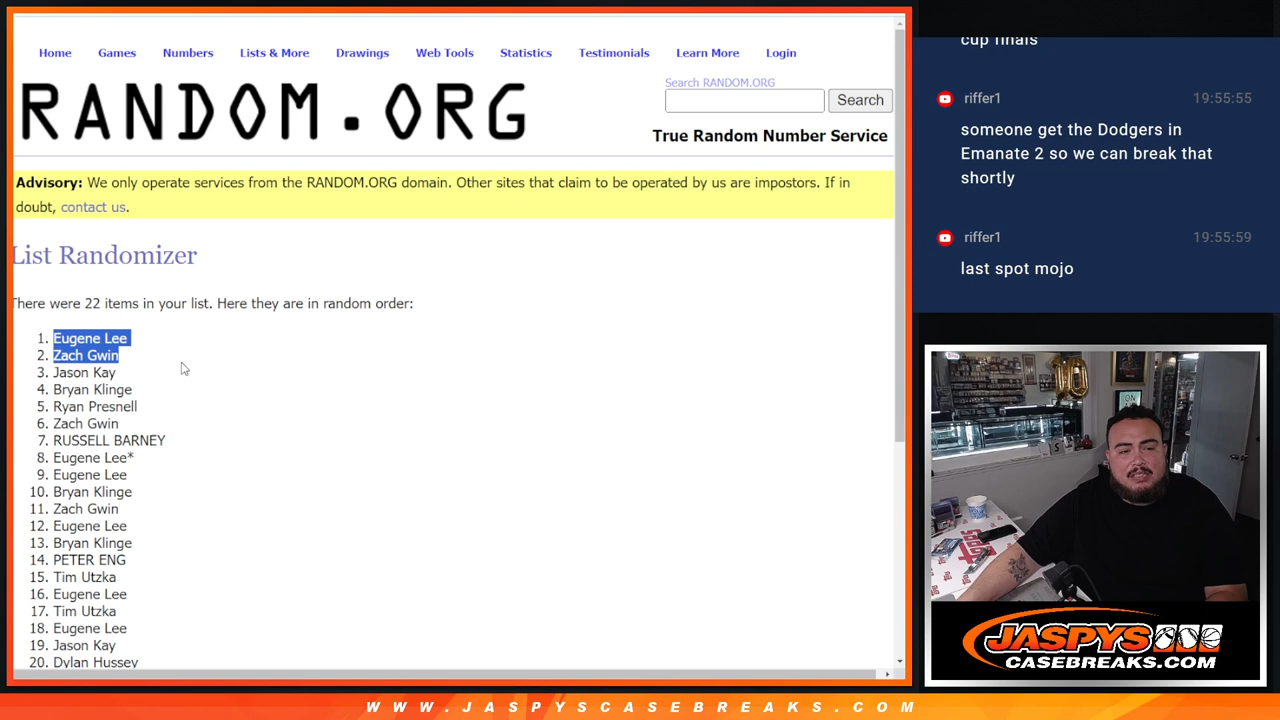 Home Games Numbers Lists & More Drawings Web Tools Statistics Testimonials Learn More Login
RANDOM.ORG
Search RANDOM.ORG
Search
True Random Number Service
Advisory: We only operate services from the RANDOM.ORG domain. Other sites that claim to be operated by us are impostors. If in
doubt, contact us.
List Randomizer
There were 22 items in your list. Here they are in random order:
1. Eugene Lee
2. Zach Gwin
3. Jason Kay
4. Bryan Klinge
5. Ryan Presnell
6. Zach Gwin
7. RUSSELL BARNEY
8. Eugene Lee*
9. Eugene Lee
10. Bryan Klinge
11. Zach Gwin
12. Eugene Lee
13. Bryan Klinge
14. PETER ENG
15. Tim Utzka
16. Eugene Lee
17. Tim Utzka
18. Eugene Lee
19. Jason Kay
20. Dylan Hussey
cup finals
riffer1 19:55:55
someone get the Dodgers in
Emanate 2 so we can break that
shortly
riffer1 19:55:59
last spot mojo
10
ON
JASPYS
CASEBREAKS.COM
WWW.JASPYSCASEBREAKS.COM